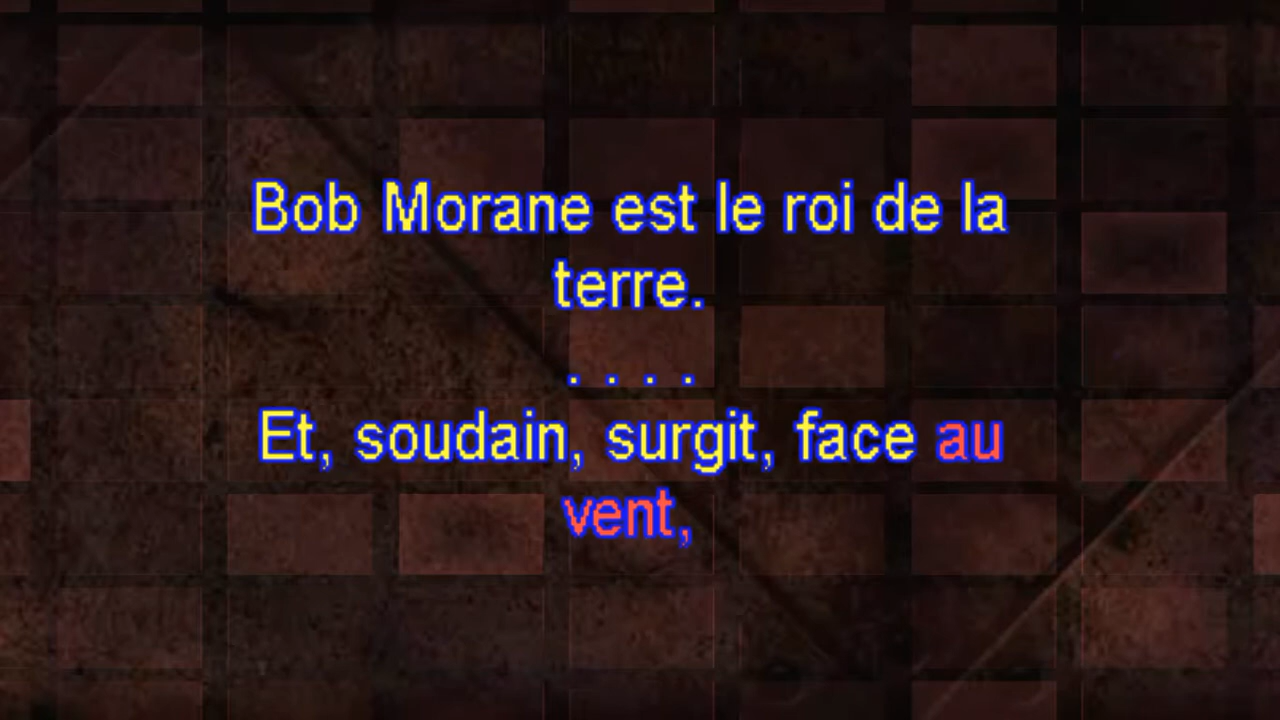 Bob Morane est le roi de la
terre.
. . . .
Et, soudain, surgit, face au
vent,